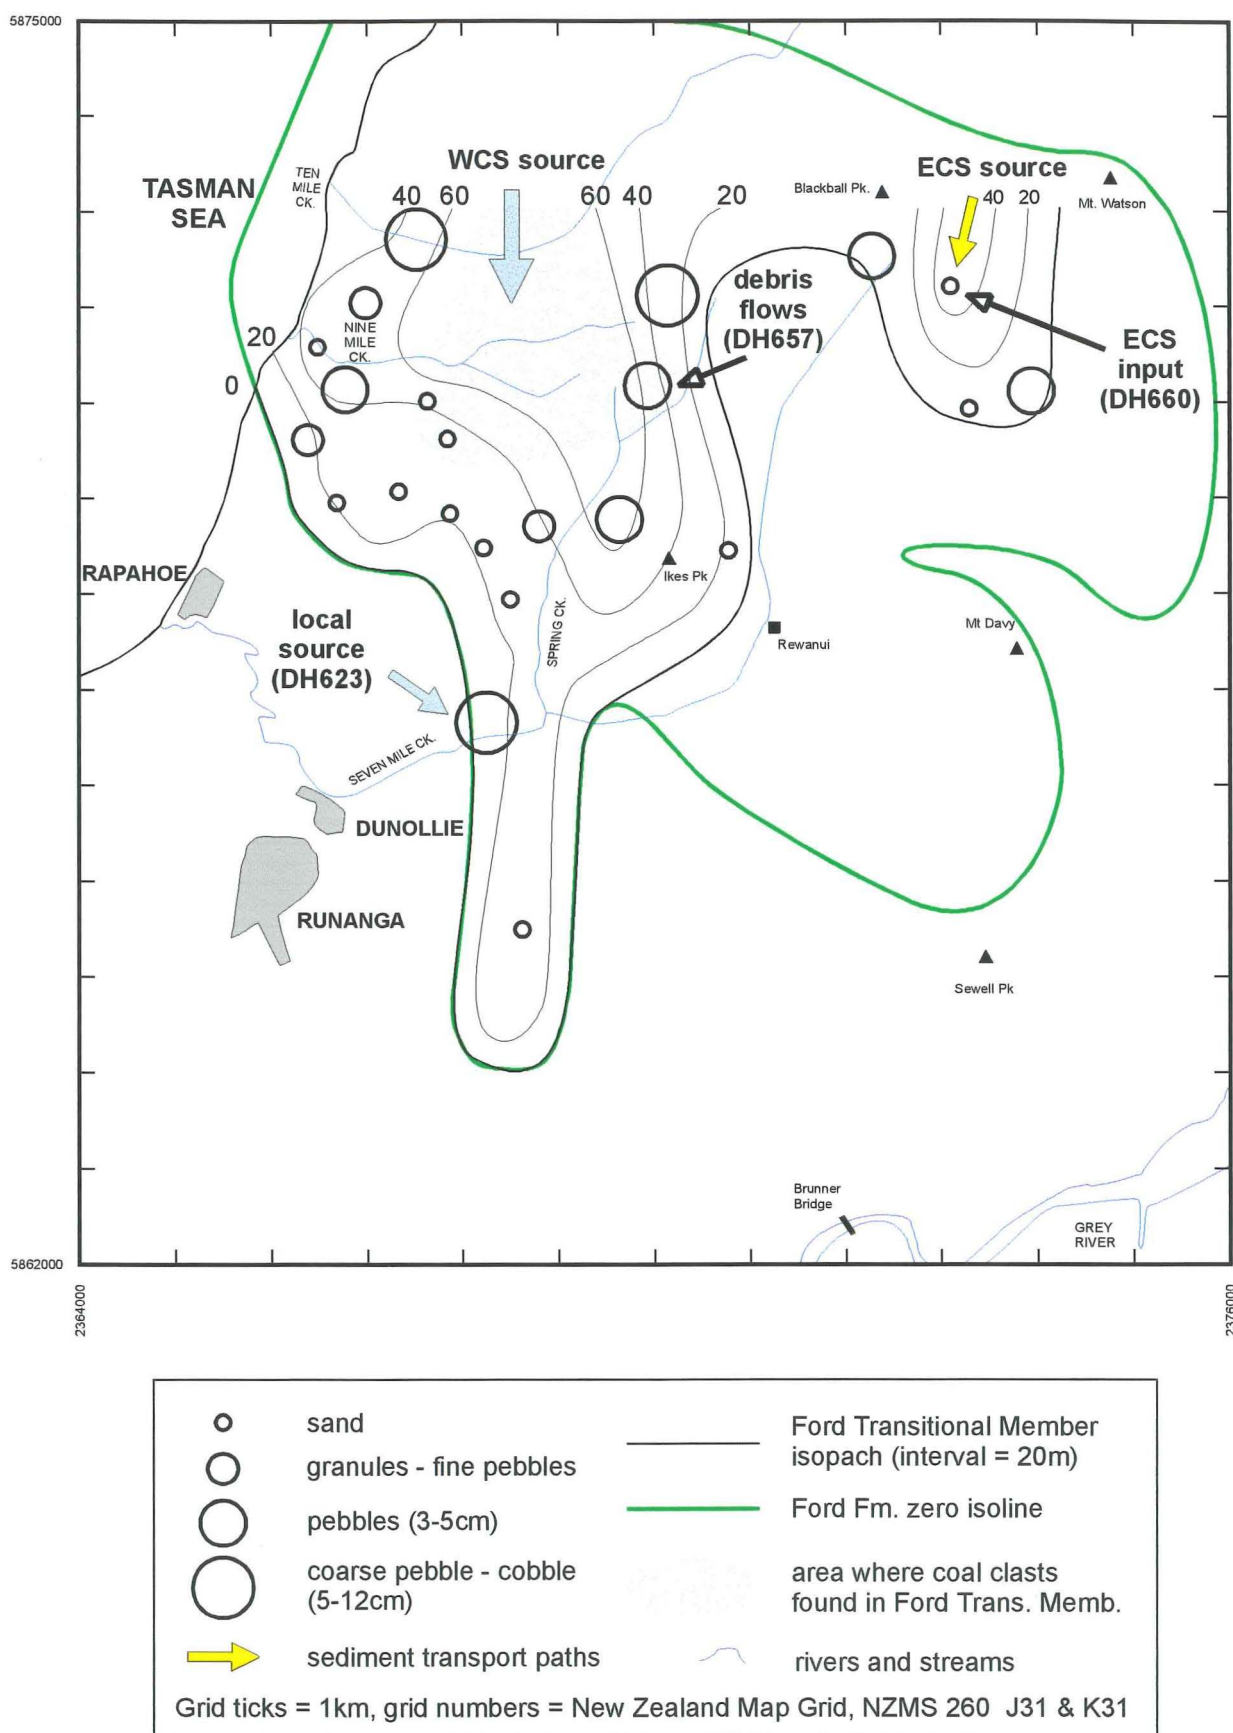 5875000
WCS source
ECS source
TASMAN
SEA
TEN
MILE
CK.
40
60
60
40
20
Blackball Pk.
40
20
Mt. Watson
debris
flows
(DH657)
NINE
MILE
CK.
20
0
ECS
input
(DH660)
RAPAHOE
Ikes Pk
local
source
(DH623)
SPRING CK.
Rewanui
Mt Davy
SEVEN MILE CK.
DUNOLLIE
RUNANGA
Sewell Pk
Brunner
Bridge
GREY
RIVER
5862000
2364000
2376000
sand
granules - fine pebbles
pebbles (3-5cm)
coarse pebble - cobble
(5-12cm)
sediment transport paths
Ford Transitional Member
isopach (interval = 20m)
Ford Fm. zero isoline
area where coal clasts
found in Ford Trans. Memb.
rivers and streams
Grid ticks = 1km, grid numbers = New Zealand Map Grid, NZMS 260 J31 & K31